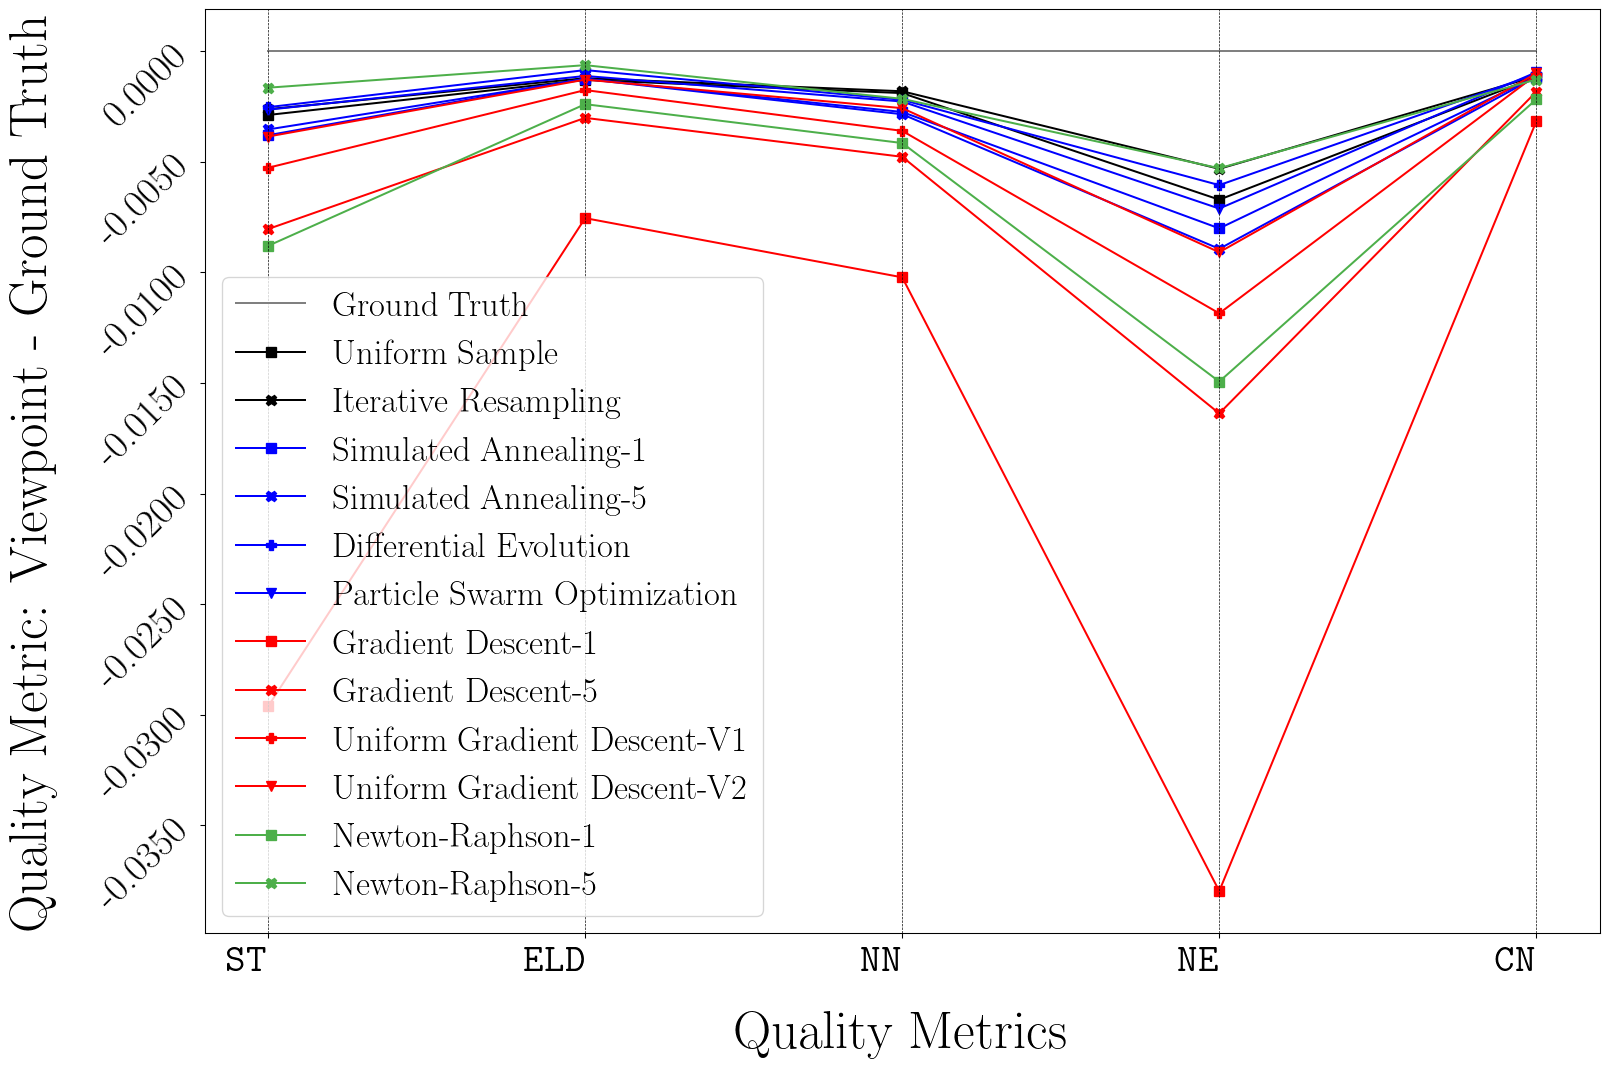 Quality Metric: Viewpoint - Ground Truth
0.0000
-0.0050
-0.0100
-0.0150
-0.0200
-0.0250
-0.0300
-0.0350
Ground Truth
Uniform Sample
Iterative Resampling
Simulated Annealing-1
Simulated Annealing-5
Differential Evolution
Particle Swarm Optimization
Gradient Descent-1
Gradient Descent-5
Uniform Gradient Descent-V1
Uniform Gradient Descent-V2
Newton-Raphson-1
Newton-Raphson-5
ST ELD NN NE CN
Quality Metrics